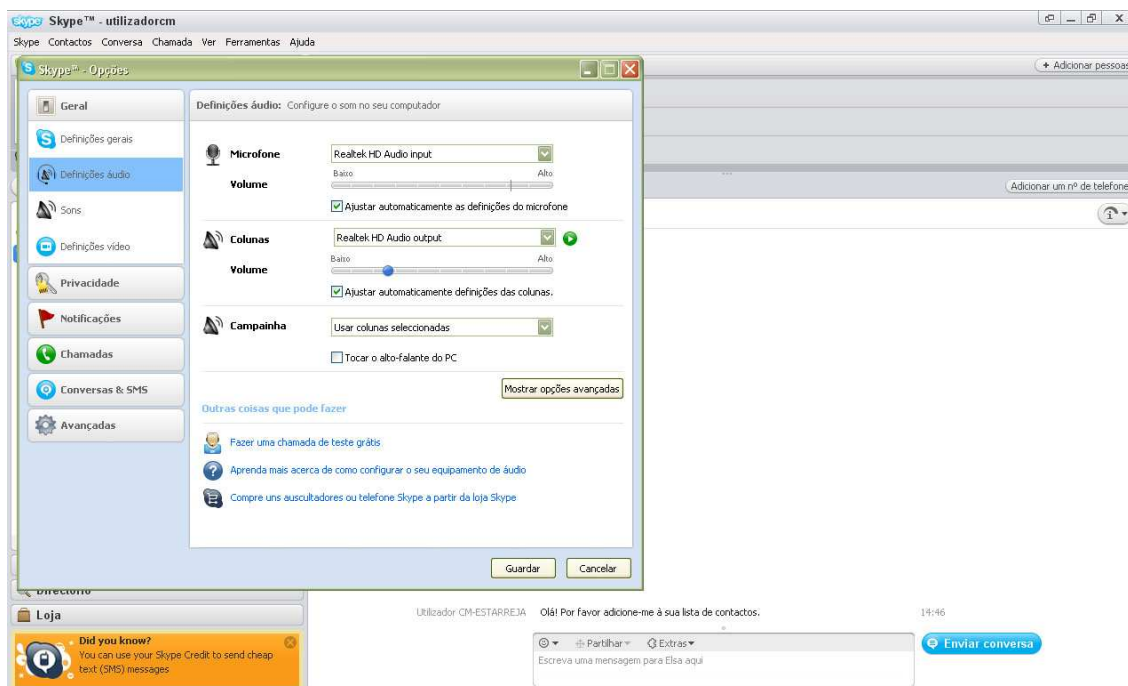 Skype™ - utilizadorcm
Skype Contactos Conversa Chamada Ver Ferramentas Ajuda
Skype™ - Opções
+ Adicionar pessoas
Geral
Definições gerais
Definições áudio
Sons
Definições vídeo
Privacidade
Notificações
Chamadas
Conversas & SMS
Avançadas
Definições áudio: Configure o som no seu computador
Microfone
Realtek HD Audio input
Baixo Alto
Volume
Ajustar automaticamente as definições do microfone
Colunas
Realtek HD Audio output
Baixo Alto
Volume
Ajustar automaticamente definições das colunas.
Campainha
Usar colunas seleccionadas
Tocar o alto-falante do PC
Mostrar opções avançadas
Outras coisas que pode fazer
Fazer uma chamada de teste grátis
Aprenda mais acerca de como configurar o seu equipamento de áudio
Compre uns auscultadores ou telefone Skype a partir da loja Skype
Guardar Cancelar
Adicionar um nº de telefone
Directório
Loja
Did you know?
You can use your Skype Credit to send cheap
text (SMS) messages
Utilizador CM-ESTARREJA Olá! Por favor adicione-me à sua lista de contactos. 14:46
Partilhar Extras
Escreva uma mensagem para Elsa aqui
Enviar conversa